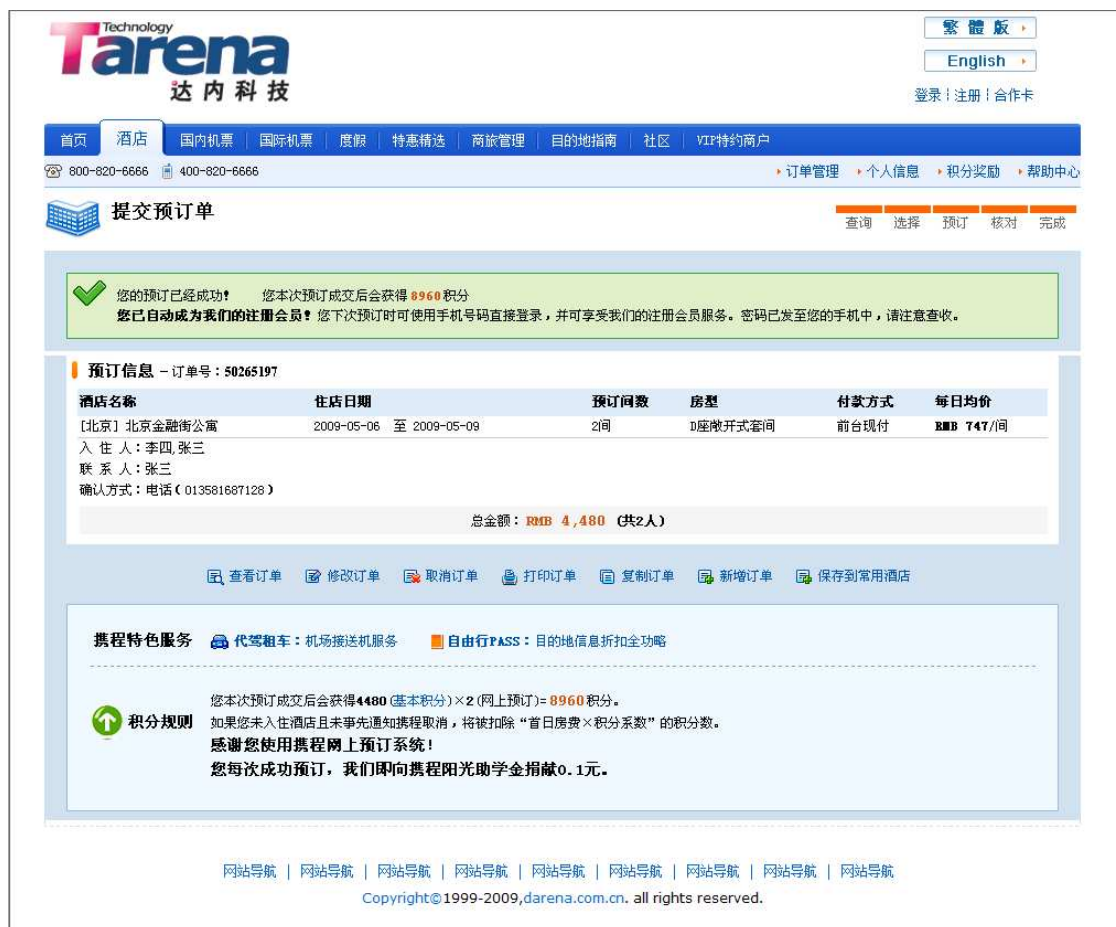 Technology
Tarena
达内科技
繁體版
English
登录 | 注册 | 合作卡
首页 酒店 国内机票 国际机票 度假 特惠精选 商旅管理 目的地指南 社区 VIP特约商户
800-820-6666 400-820-6666 订单管理 个人信息 积分奖励 帮助中心
提交预订单
查询 选择 预订 核对 完成
您的预订已经成功! 您本次预订成交后会获得8960积分
您已自动成为我们的注册会员!您下次预订时可使用手机号码直接登录,并可享受我们的注册会员服务。密码已发至您的手机中,请注意查收。
预订信息 - 订单号:50265197
酒店名称 住店日期 预订间数 房型 付款方式 每日均价
[北京] 北京金融街公寓 2009-05-06 至 2009-05-09 2间 D座敞开式套间 前台现付 RMB 747/间
入 住 人:李四,张三
联 系 人:张三
确认方式:电话(013581687128)
总金额:RMB 4,480 (共2人)
查看订单 修改订单 取消订单 打印订单 复制订单 新增订单 保存到常用酒店
携程特色服务 代驾租车:机场接送机服务 自由行PASS:目的地信息折扣全功略
积分规则
您本次预订成交后会获得4480(基本积分)×2(网上预订)=8960积分。
如果您未入住酒店且未事先通知携程取消,将被扣除“首日房费×积分系数”的积分数。
感谢您使用携程网上预订系统!
您每次成功预订,我们即向携程阳光助学金捐献0.1元。
网站导航 | 网站导航 | 网站导航 | 网站导航 | 网站导航 | 网站导航 | 网站导航 | 网站导航 | 网站导航
Copyright©1999-2009,darena.com.cn. all rights reserved.